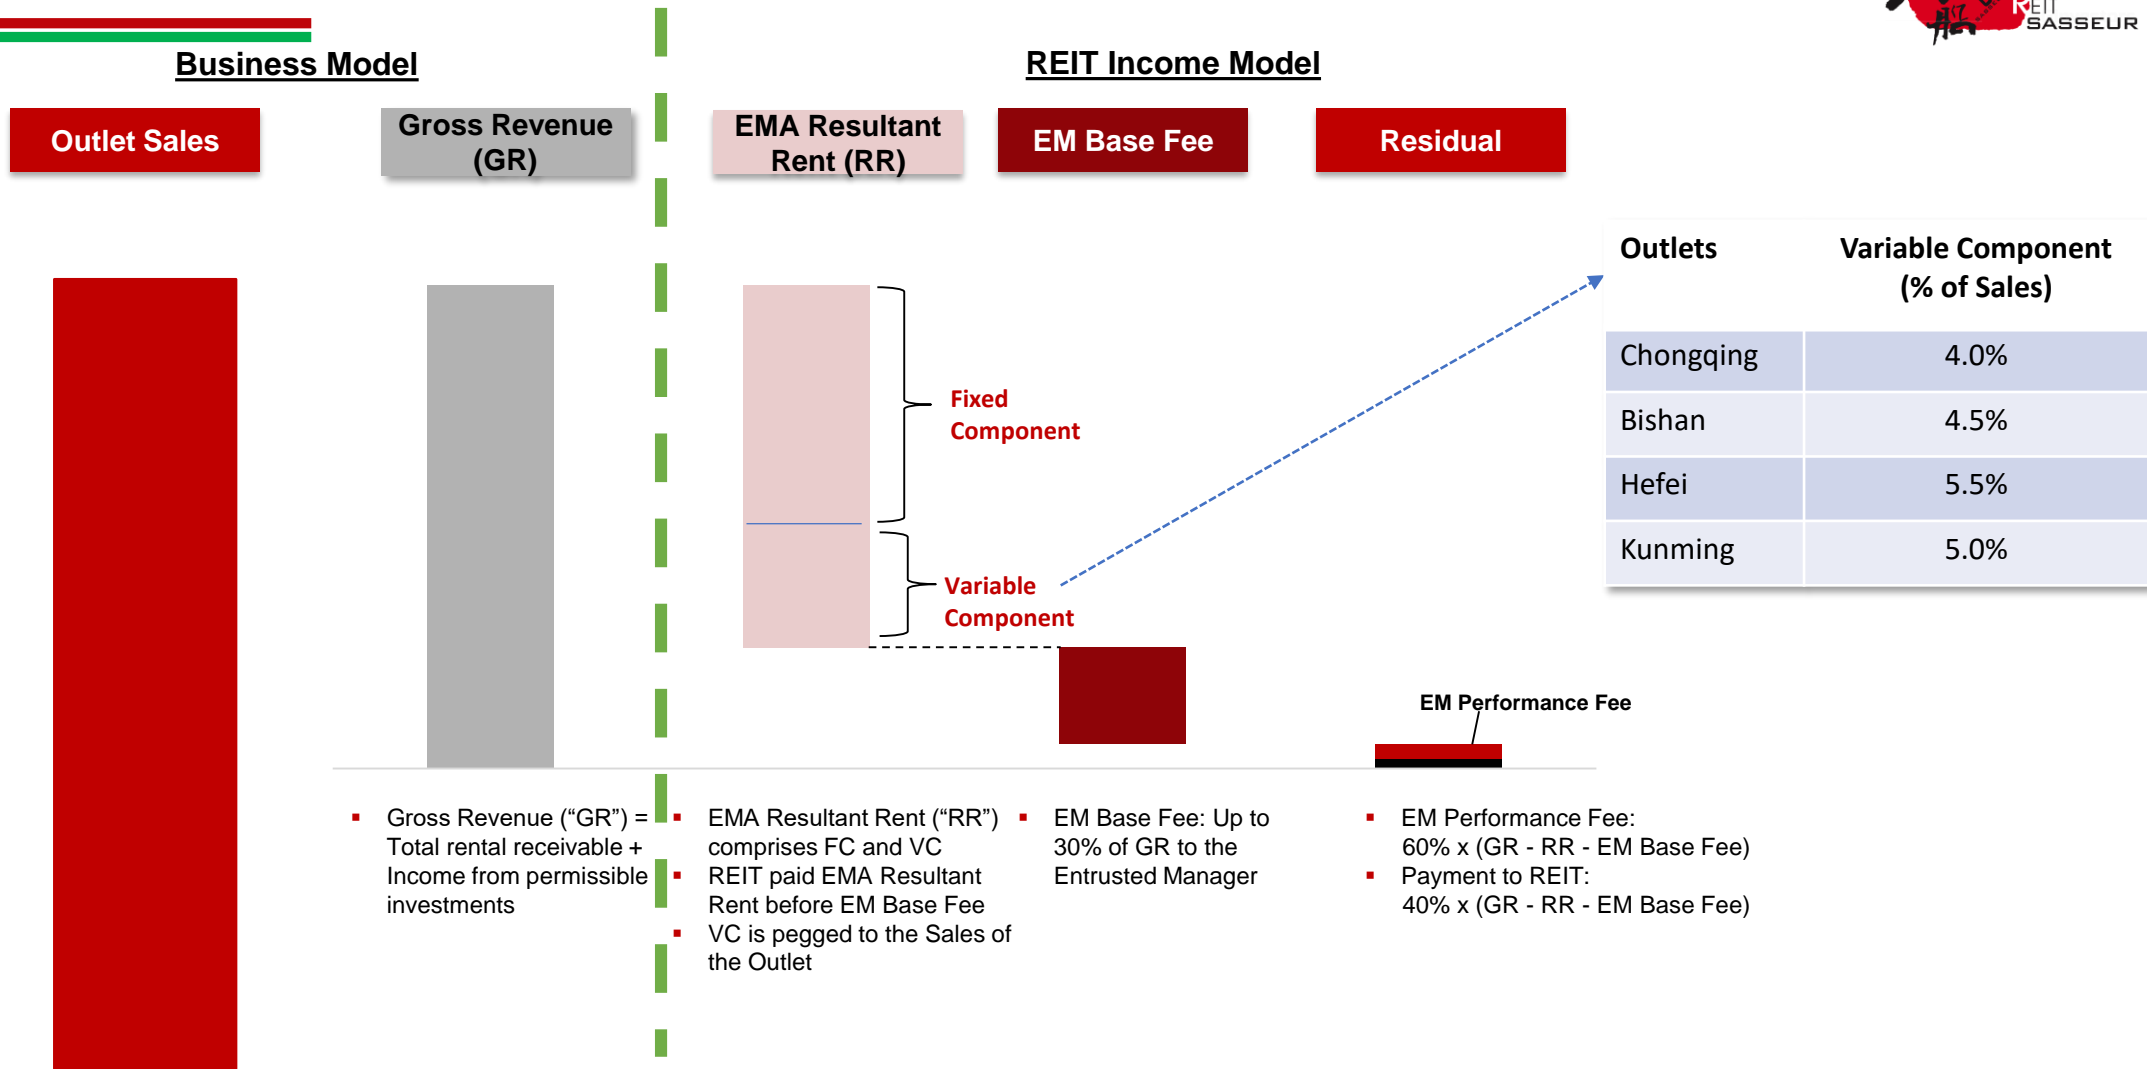 REIT
SASSEUR
Business Model
REIT Income Model
Outlet Sales
Gross Revenue
(GR)
EMA Resultant
Rent (RR)
EM Base Fee
Residual
Outlets
Variable Component
(% of Sales)
Chongqing
4.0%
Bishan
4.5%
Hefei
5.5%
Kunming
5.0%
Fixed
Component
Variable
Component
EM Performance Fee
▪ Gross Revenue (“GR”) =
Total rental receivable +
Income from permissible
investments
▪ EMA Resultant Rent (“RR”)
comprises FC and VC
▪ REIT paid EMA Resultant
Rent before EM Base Fee
▪ VC is pegged to the Sales of
the Outlet
▪ EM Base Fee: Up to
30% of GR to the
Entrusted Manager
▪ EM Performance Fee:
60% x (GR - RR - EM Base Fee)
▪ Payment to REIT:
40% x (GR - RR - EM Base Fee)